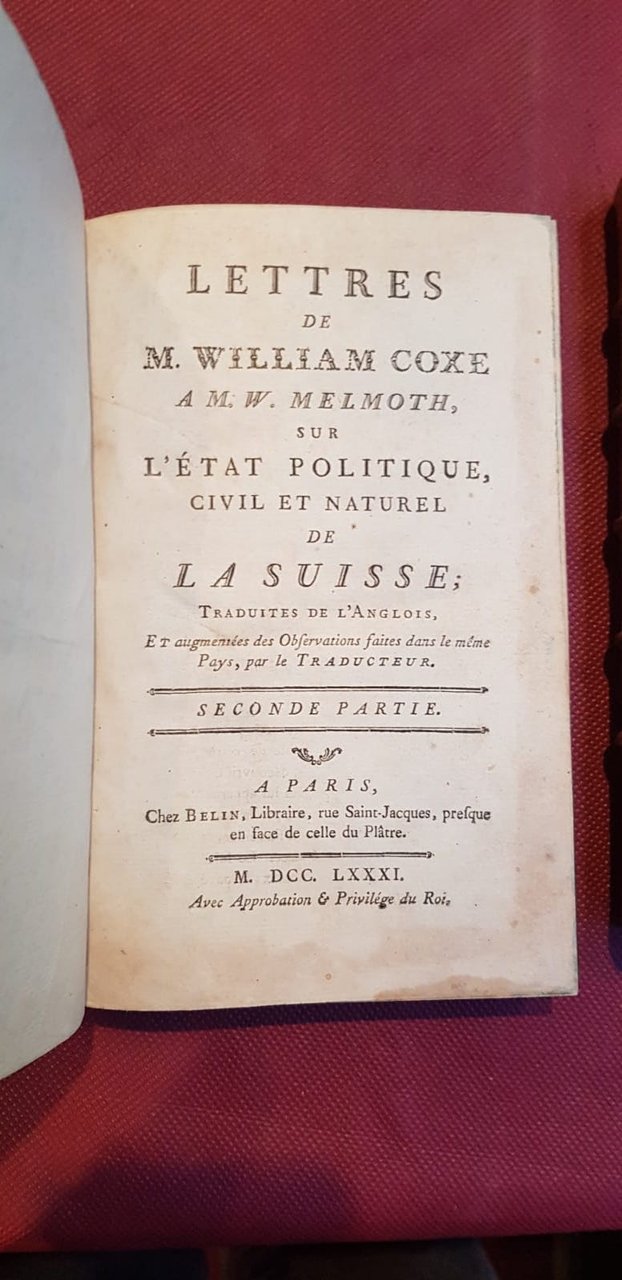 LETTRES
DE
M. WILLIAM COXE
A M. W. MELMOTH,
SUR
L'ÉTAT POLITIQUE,
CIVIL ET NATUREL
DE
LA SUISSE;
TRADUITES DE L'ANGLOIS,
ET augmentées des Obſervations faites dans le même
Pays, par le TRADUCTEUR.
SECONDE PARTIE.
A PARIS,
Chez BELIN, Libraire, rue Saint-Jacques, preſque
en face de celle du Plâtre.
M. DCC. LXXXI.
Avec Approbation & Privilége du Roi.